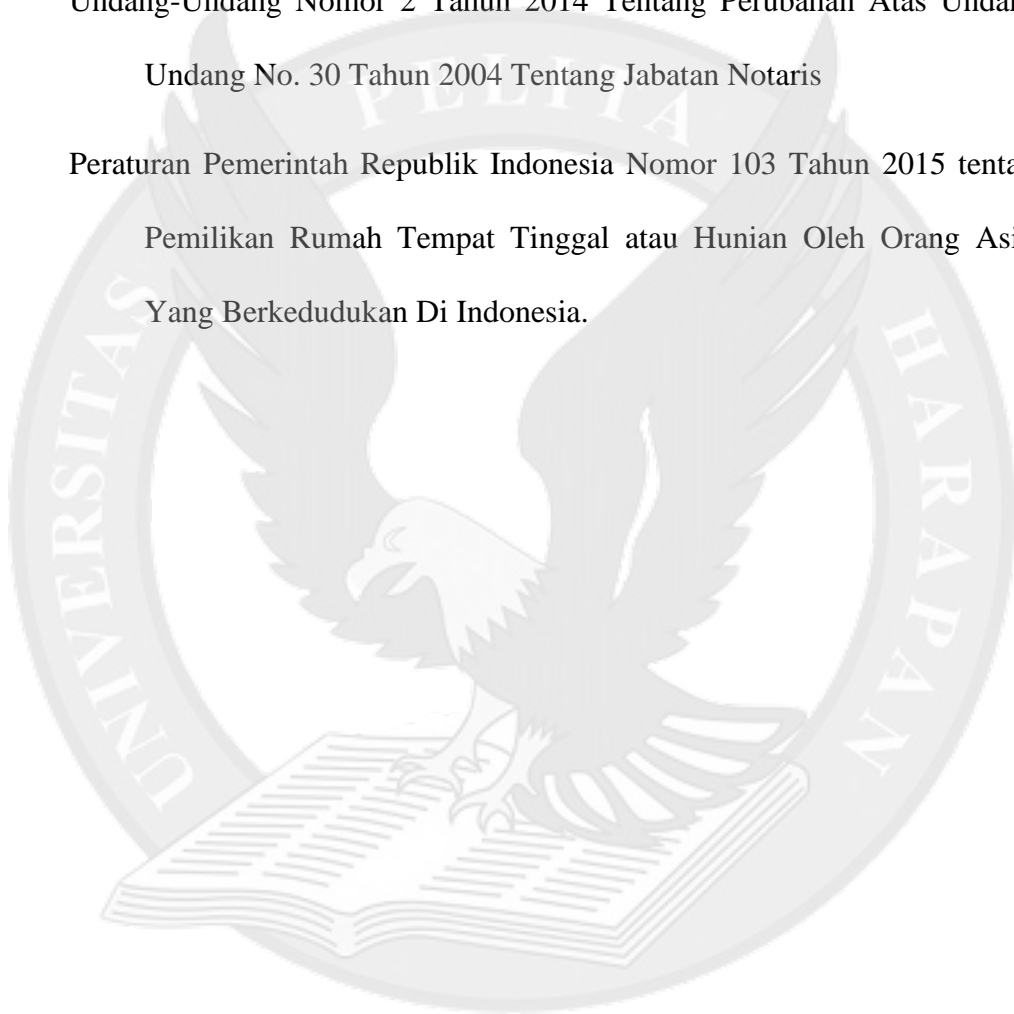 Undang-Undang Nomor 2 Tahun 2014 Tentang Perubahan Atas Undan
Undang No. 30 Tahun 2004 Tentang Jabatan Notaris
Peraturan Pemerintah Republik Indonesia Nomor 103 Tahun 2015 tenta
Pemilikan Rumah Tempat Tinggal atau Hunian Oleh Orang Asi
Yang Berkedudukan Di Indonesia.
UNIVERSITAS PELITA HARAPAN